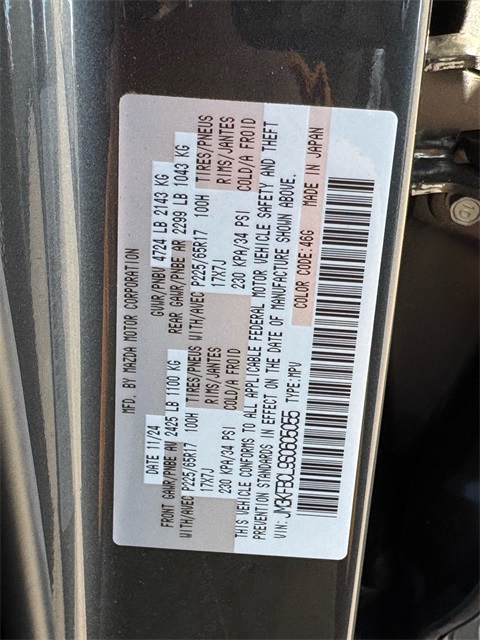 MFD. BY MAZDA MOTOR CORPORATION
DATE 11/24 GVWR/PNBV 4724 LB 2143 KG
FRONT GAWR/PNBE AV 2425 LB 1100 KG REAR GAWR/PNBE AR 2299 LB 1043 KG
WITH/AVEC P225/65R17 100H TIRES/PNEUS WITH/AVEC P225/65R17 100H TIRES/PNEUS
17X7J RIMS/JANTES 17X7J RIMS/JANTES
230 KPA/34 PSI COLD/A FROID 230 KPA/34 PSI COLD/A FROID
THIS VEHICLE CONFORMS TO ALL APPLICABLE FEDERAL MOTOR VEHICLE SAFETY AND THEFT
PREVENTION STANDARDS IN EFFECT ON THE DATE OF MANUFACTURE SHOWN ABOVE.
VIN: TYPE:MPV COLOR CODE:46G MADE IN JAPAN